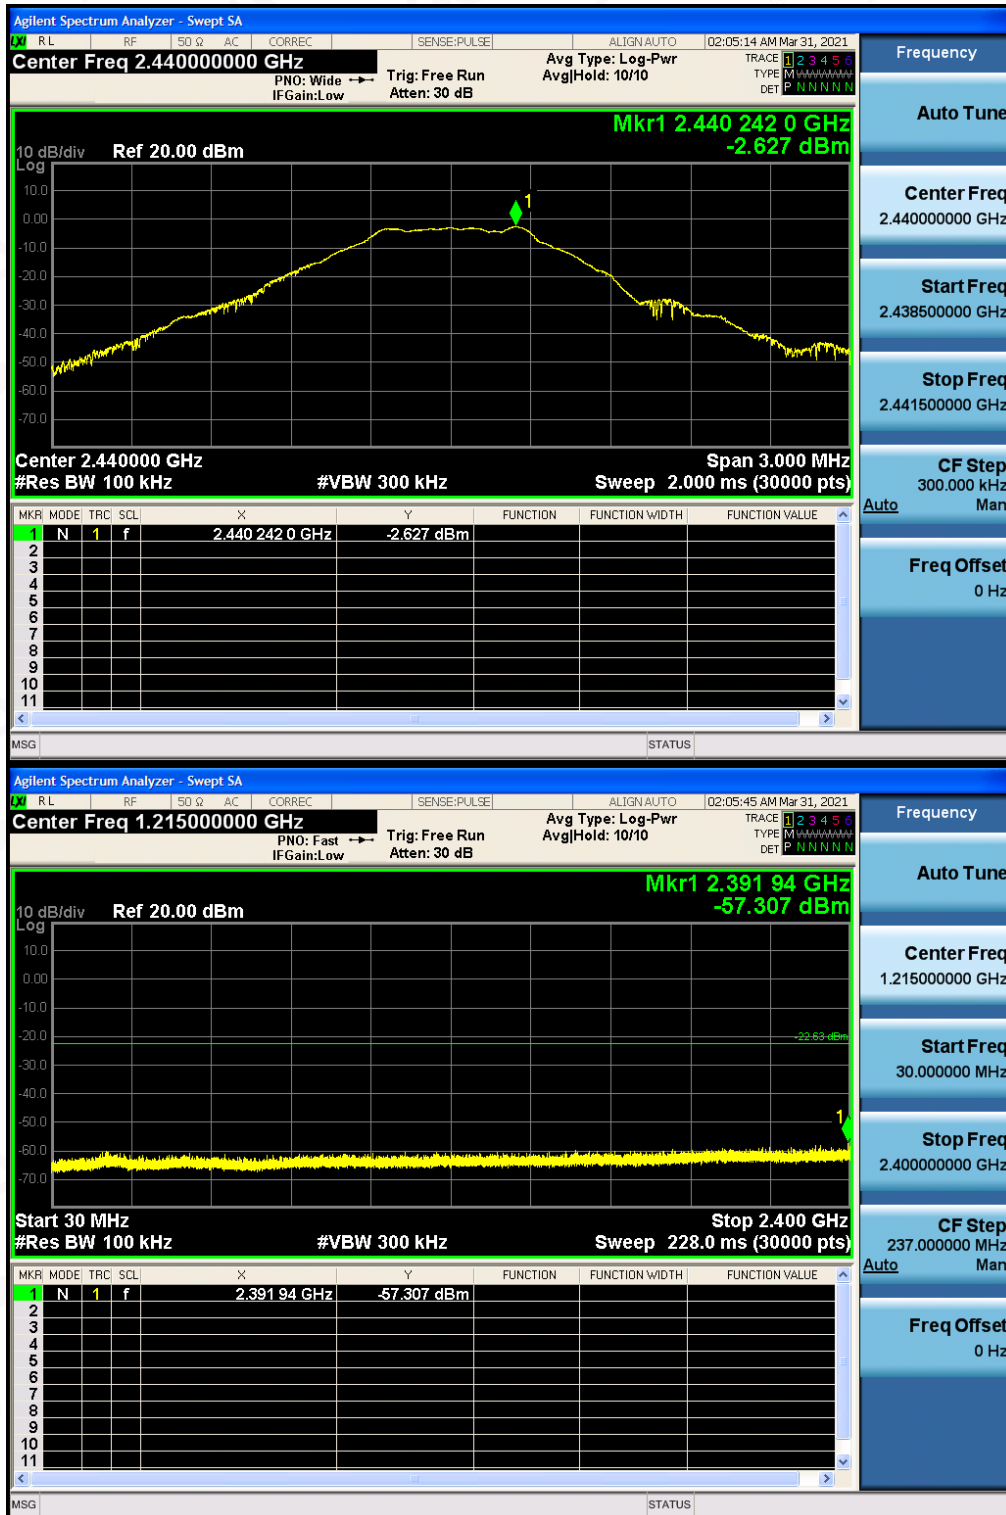 Agilent Spectrum Analyzer - Swept SA
LXI RL RF 50 Ω AC CORREC SENSE:PULSE ALIGN AUTO 02:05:14 AM Mar 31, 2021
Center Freq 2.440000000 GHz
PNO: Wide
IFGain:Low
Trig: Free Run
Atten: 30 dB
Avg Type: Log-Pwr
Avg|Hold: 10/10
TRACE 1 2 3 4 5 6
TYPE M WWWWW
DET P N N N N N
Mkr1 2.440 242 0 GHz
-2.627 dBm
10 dB/div Ref 20.00 dBm
Log
10.0
0.00
-10.0
-20.0
-30.0
-40.0
-50.0
-60.0
-70.0
1
Center 2.440000 GHz Span 3.000 MHz
#Res BW 100 kHz #VBW 300 kHz Sweep 2.000 ms (30000 pts)
MKR MODE TRC SCL X Y FUNCTION FUNCTION WIDTH FUNCTION VALUE
1 N 1 f 2.440 242 0 GHz -2.627 dBm
2
3
4
5
6
7
8
9
10
11
MSG STATUS
Frequency
Auto Tune
Center Freq
2.440000000 GHz
Start Freq
2.438500000 GHz
Stop Freq
2.441500000 GHz
CF Step
300.000 kHz
Auto Man
Freq Offset
0 Hz
Agilent Spectrum Analyzer - Swept SA
LXI RL RF 50 Ω AC CORREC SENSE:PULSE ALIGN AUTO 02:05:45 AM Mar 31, 2021
Center Freq 1.215000000 GHz
PNO: Fast
IFGain:Low
Trig: Free Run
Atten: 30 dB
Avg Type: Log-Pwr
Avg|Hold: 10/10
TRACE 1 2 3 4 5 6
TYPE M WWWWW
DET P N N N N N
Mkr1 2.391 94 GHz
-57.307 dBm
10 dB/div Ref 20.00 dBm
Log
10.0
0.00
-10.0
-20.0
-30.0
-40.0
-50.0
-60.0
-70.0
-22.63 dBm
1
Start 30 MHz Stop 2.400 GHz
#Res BW 100 kHz #VBW 300 kHz Sweep 228.0 ms (30000 pts)
MKR MODE TRC SCL X Y FUNCTION FUNCTION WIDTH FUNCTION VALUE
1 N 1 f 2.391 94 GHz -57.307 dBm
2
3
4
5
6
7
8
9
10
11
MSG STATUS
Frequency
Auto Tune
Center Freq
1.215000000 GHz
Start Freq
30.000000 MHz
Stop Freq
2.400000000 GHz
CF Step
237.000000 MHz
Auto Man
Freq Offset
0 Hz